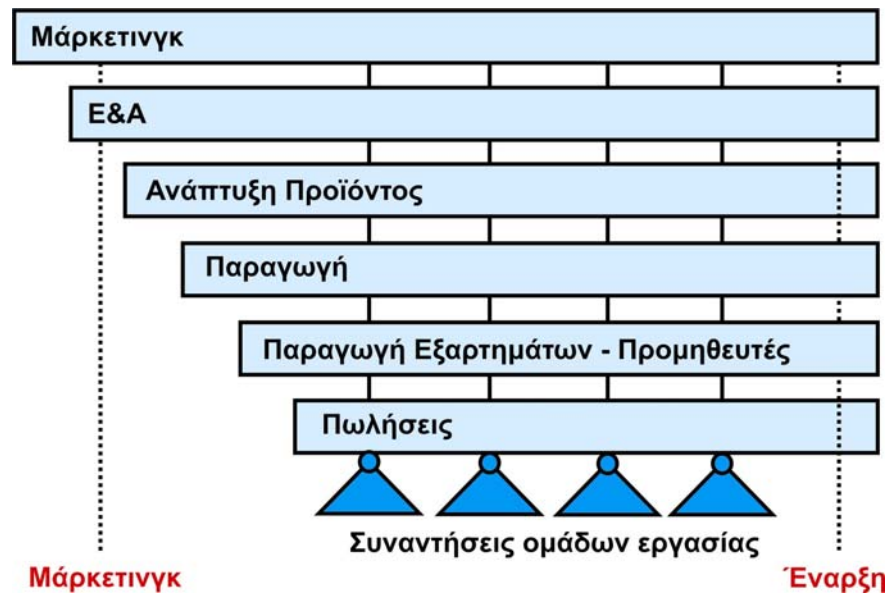 Μάρκετινγκ
Ε&Α
Ανάπτυξη Προϊόντος
Παραγωγή
Παραγωγή Εξαρτημάτων - Προμηθευτές
Πωλήσεις
Συναντήσεις ομάδων εργασίας
Μάρκετινγκ Έναρξη